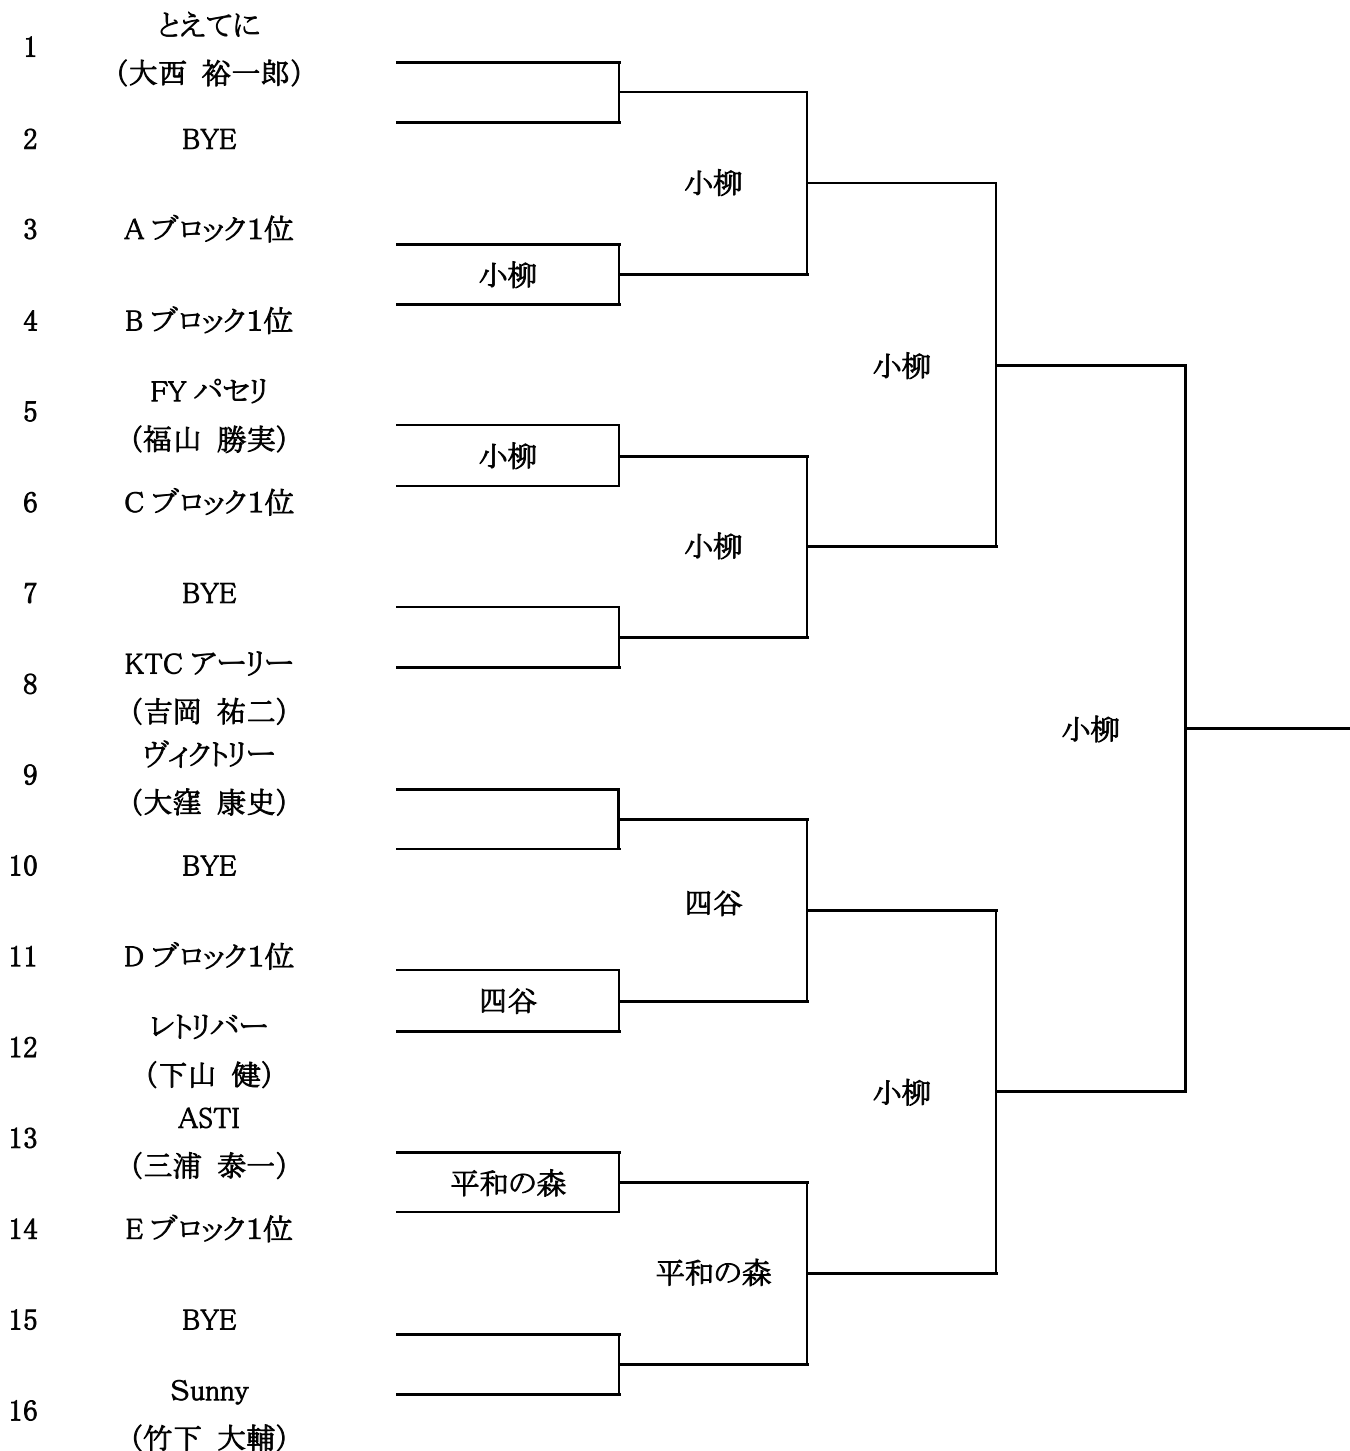 とえてに
1
（大西 裕一郎）
2 BYE
小柳
3 Aブロック1位
小柳
4 Bブロック1位
小柳
FYパセリ
5
（福山 勝実）
小柳
6 Cブロック1位
小柳
7 BYE
KTCアーリー
8
（吉岡 祐二）
小柳
ヴィクトリー
9
（大窪 康史）
10 BYE
四谷
11 Dブロック1位
四谷
レトリバー
12
（下山 健）
小柳
ASTI
13
（三浦 泰一）
平和の森
14 Eブロック1位
平和の森
15 BYE
Sunny
16
（竹下 大輔）